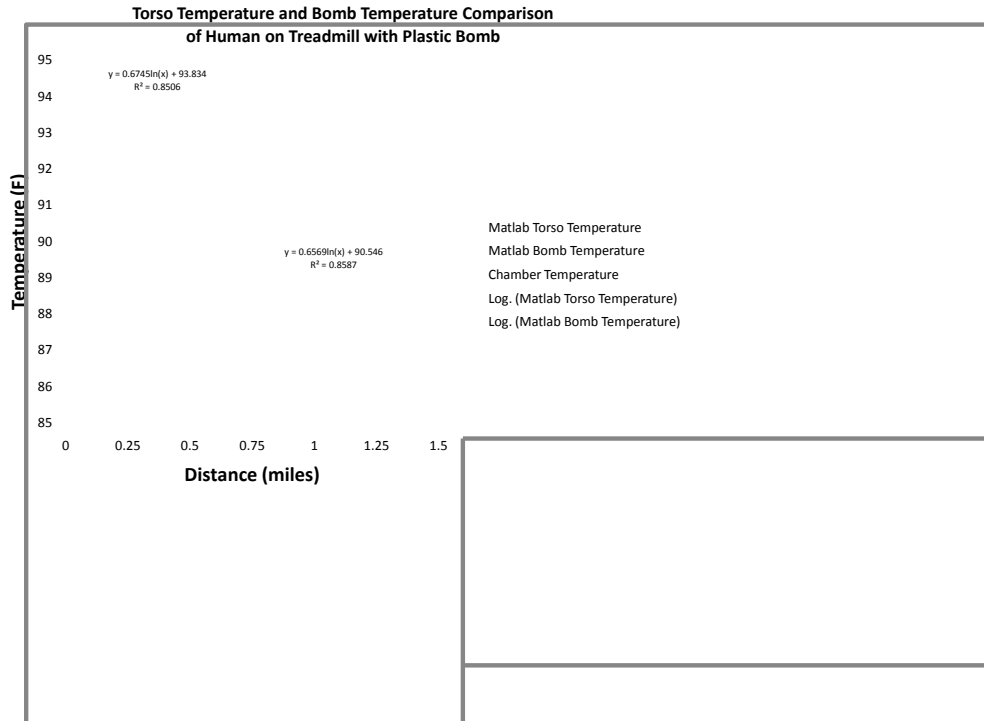 Torso Temperature and Bomb Temperature Comparison
of Human on Treadmill with Plastic Bomb
95
y = 0.6745ln(x) + 93.834
R² = 0.8506
94
93
92
91
90
89
88
87
86
85
Temperature (F)
y = 0.6569ln(x) + 90.546
R² = 0.8587
Matlab Torso Temperature
Matlab Bomb Temperature
Chamber Temperature
Log. (Matlab Torso Temperature)
Log. (Matlab Bomb Temperature)
0 0.25 0.5 0.75 1 1.25 1.5
Distance (miles)